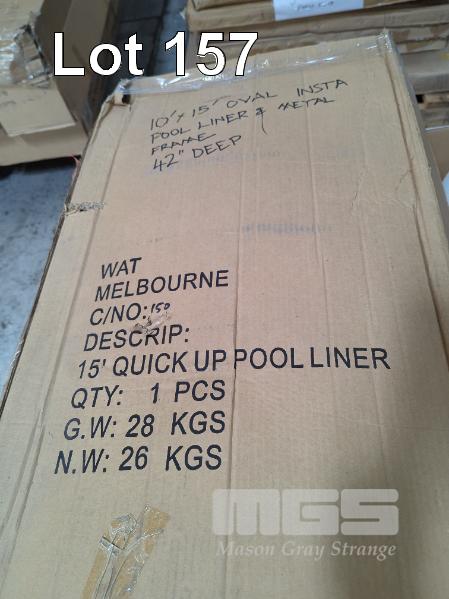 Lot 157
10' x 15' OVAL INSTA
POOL LINER & METAL
FRAME
42" DEEP
WAT
MELBOURNE
C/NO: 150
DESCRIP:
15' QUICK UP POOL LINER
QTY: 1 PCS
G.W: 28 KGS
N.W: 26 KGS
MGS
Mason Gray Strange